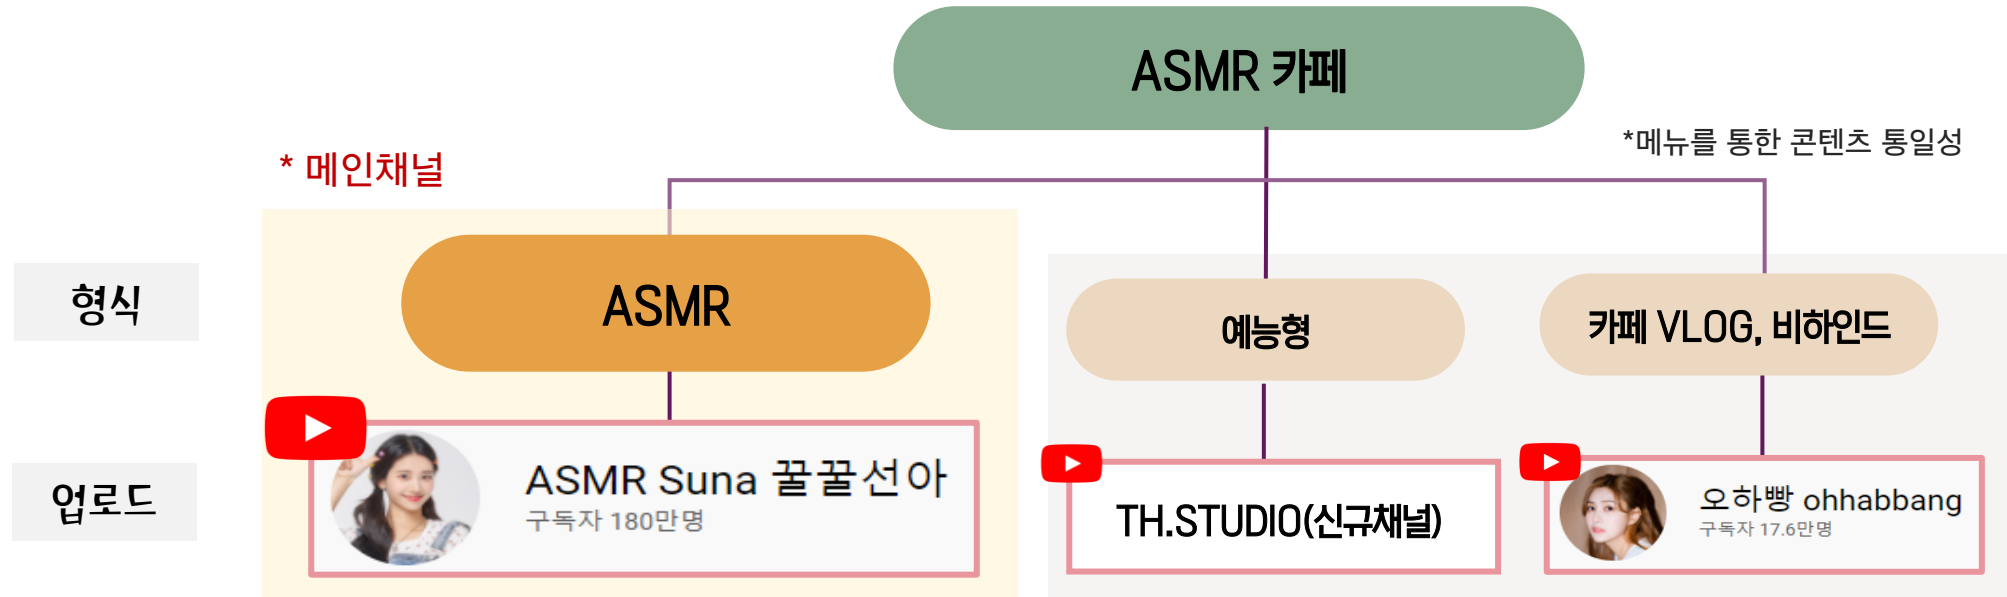 ASMR 카페
* 메인채널
*메뉴를 통한 콘텐츠 통일성
형식
ASMR
예능형
카페 VLOG, 비하인드
업로드
ASMR Suna 꿀꿀선아
구독자 180만명
TH.STUDIO(신규채널)
오하빵 ohhabbang
구독자 17.6만명